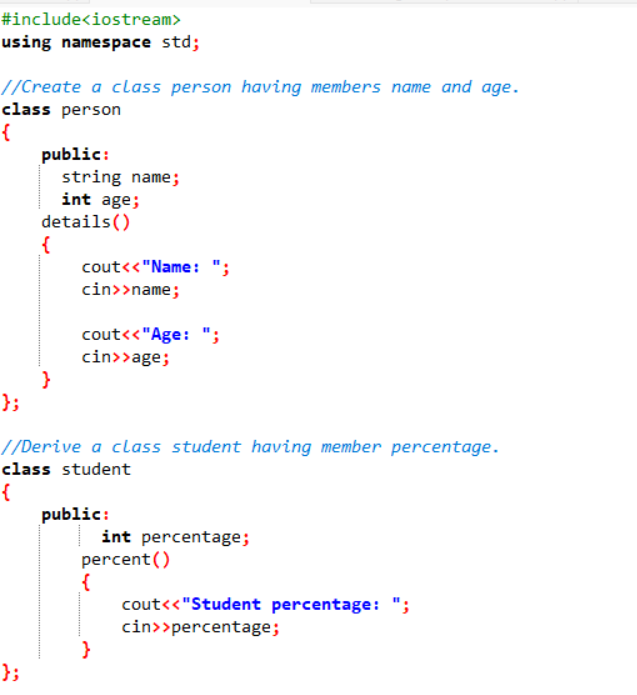 #include<iostream>
using namespace std;
//Create a class person having members name and age.
class person
{
public:
string name;
int age;
details()
{
cout<<"Name: ";
cin>>name;
cout<<"Age: ";
cin>>age;
}
};
//Derive a class student having member percentage.
class student
{
public:
int percentage;
percent()
{
cout<<"Student percentage: ";
cin>>percentage;
}
};